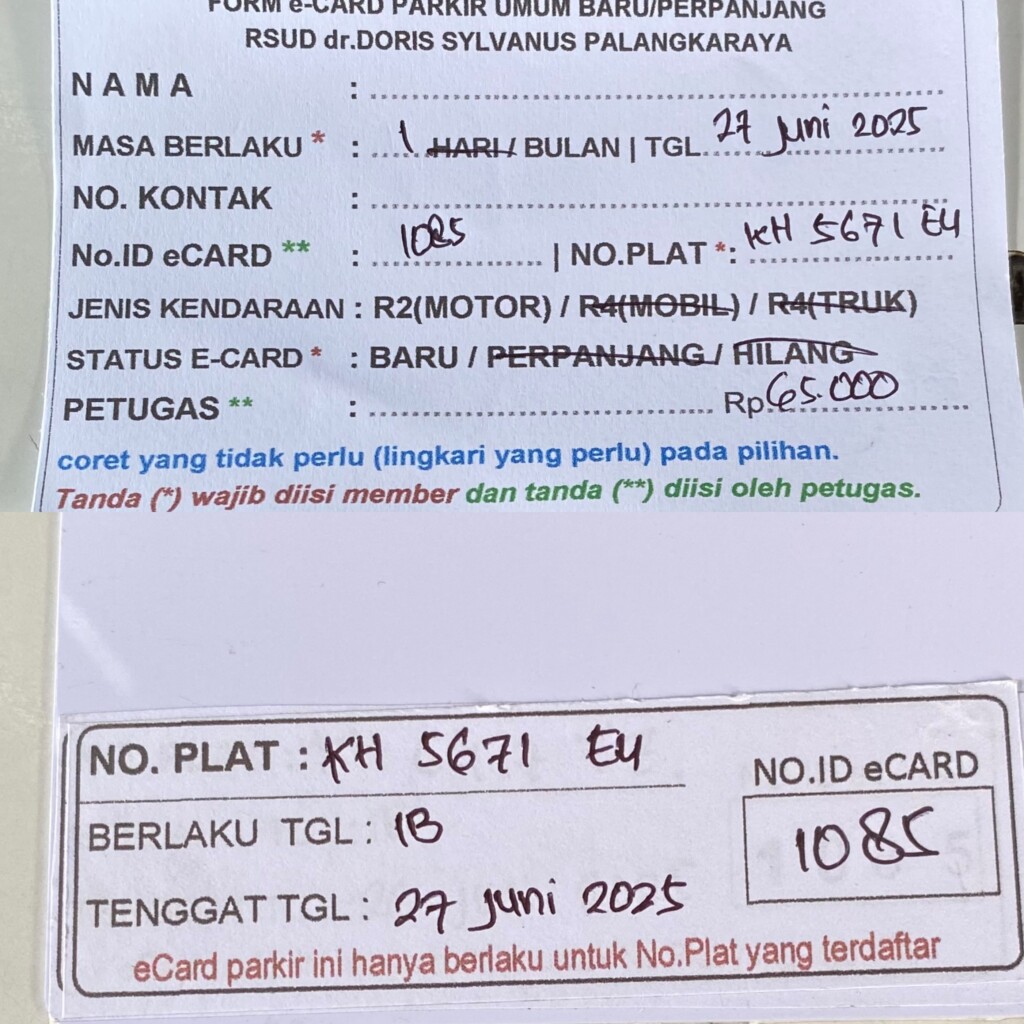 FORM e-CARD PARKIR UMUM BARU/PERPANJANG
RSUD dr.DORIS SYLVANUS PALANGKARAYA
N A M A : 
MASA BERLAKU * : 1 HARI / BULAN | TGL. 27 Juni 2025
NO. KONTAK : 
No.ID eCARD ** : 1085 | NO.PLAT *: KH 5671 EU
JENIS KENDARAAN : R2(MOTOR) / R4(MOBIL) / R4(TRUK)
STATUS E-CARD * : BARU / PERPANJANG / HILANG
PETUGAS ** : Rp 65.000
coret yang tidak perlu (lingkari yang perlu) pada pilihan.
Tanda (*) wajib diisi member dan tanda (**) diisi oleh petugas.
NO. PLAT : KH 5671 EU
NO.ID eCARD
BERLAKU TGL : 1B
1085
TENGGAT TGL : 27 Juni 2025
eCard parkir ini hanya berlaku untuk No.Plat yang terdaftar